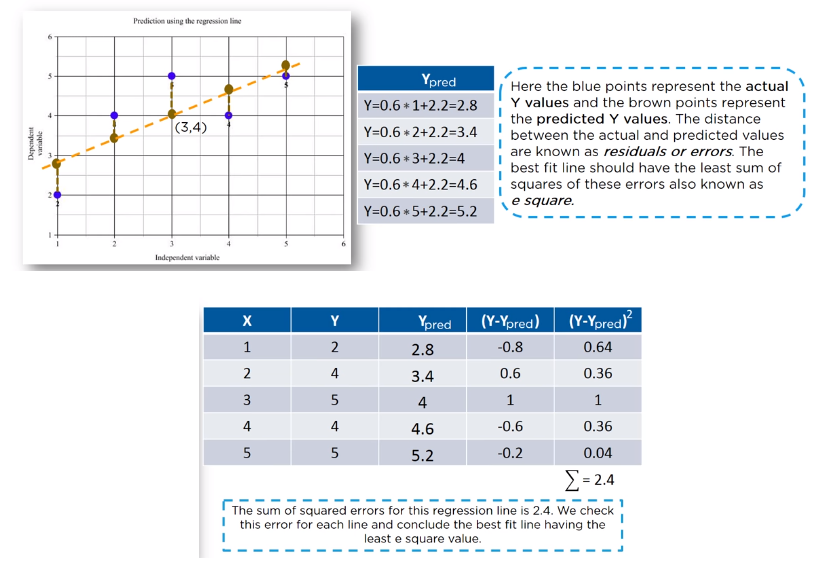 Prediction using the regression line
6
5
4
3
2
1
Dependent
variable
(3,4)
2
4
5
4
5
1 2 3 4 5 6
Independent variable
Ypred
Y=0.6*1+2.2=2.8
Y=0.6*2+2.2=3.4
Y=0.6*3+2.2=4
Y=0.6*4+2.2=4.6
Y=0.6*5+2.2=5.2
Here the blue points represent the actual
Y values and the brown points represent
the predicted Y values. The distance
between the actual and predicted values
are known as residuals or errors. The
best fit line should have the least sum of
squares of these errors also known as
e square.
X Y Ypred (Y-Ypred) (Y-Ypred)²
1 2 2.8 -0.8 0.64
2 4 3.4 0.6 0.36
3 5 4 1 1
4 4 4.6 -0.6 0.36
5 5 5.2 -0.2 0.04
∑ = 2.4
The sum of squared errors for this regression line is 2.4. We check
this error for each line and conclude the best fit line having the
least e square value.